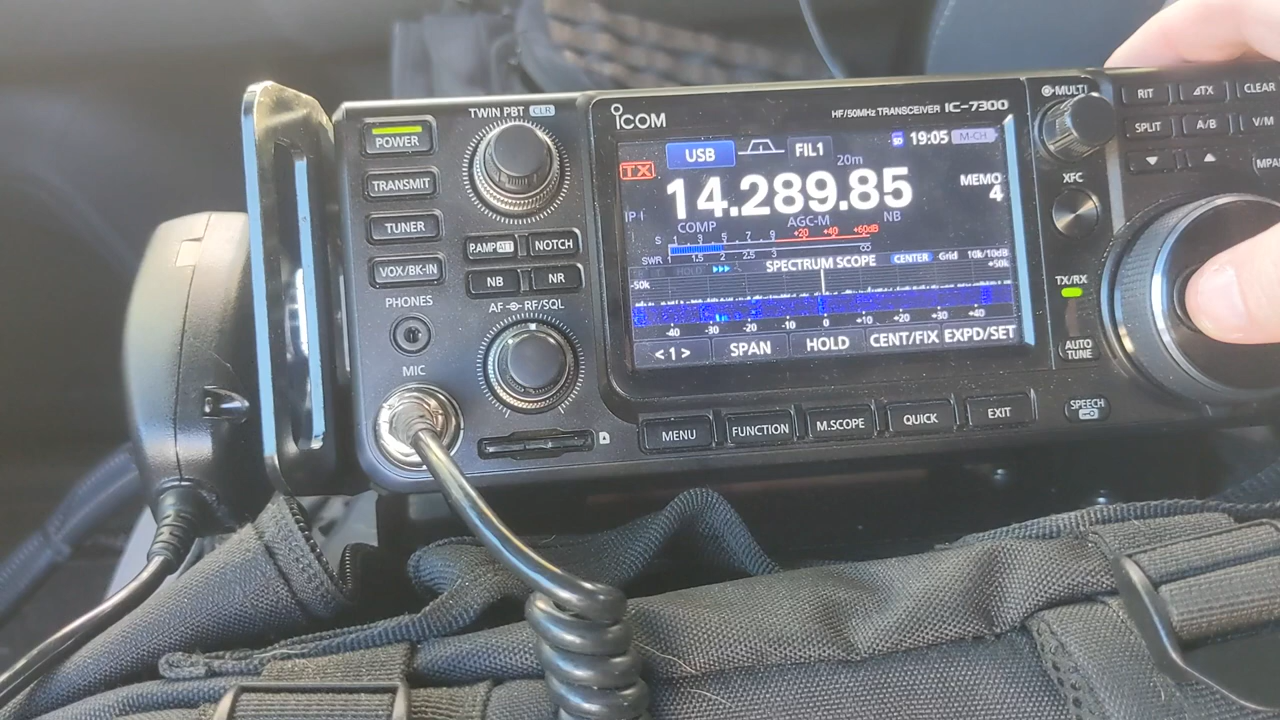 POWER
TRANSMIT
TUNER
VOX/BK-IN
PHONES
MIC
TWIN PBT CLR
P.AMP ATT NOTCH
NB NR
AF RF/SQL
ICOM
HF/50MHz TRANSCEIVER IC-7300
USB FIL1 19:05 M-CH
TX 20m
14.289.85 MEMO
4
IP+
COMP AGC-M NB
S 1 3 5 7 9 +20 +40 +60dB
SWR 1 1.5 2 2.5 3 ∞
HOLD SPECTRUM SCOPE CENTER Grid 10k/10dB
-50k +50k
-40 -30 -20 -10 0 +10 +20 +30 +40
< 1 > SPAN HOLD CENT/FIX EXPD/SET
MENU FUNCTION M.SCOPE QUICK EXIT
MULTI
XFC
TX/RX
AUTO
TUNE
SPEECH
RIT ΔTX CLEAR
SPLIT A/B V/M
▼ ▲